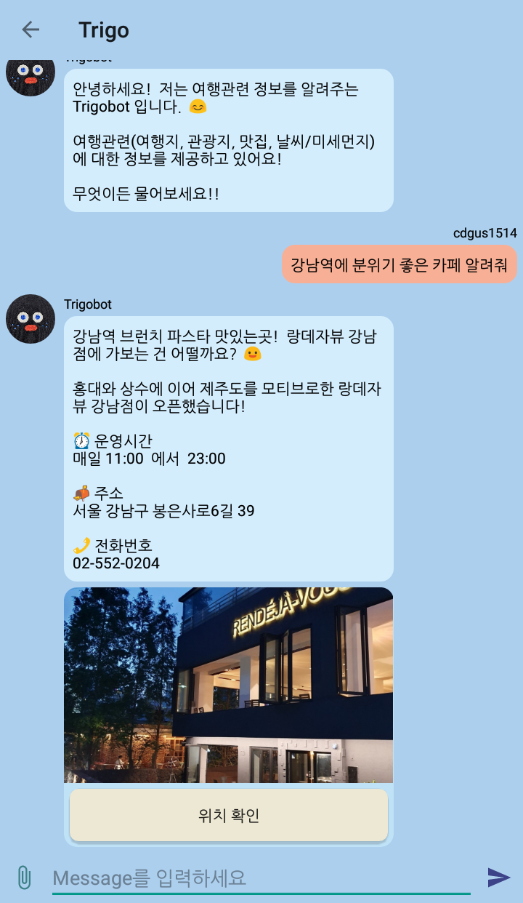 Trigo
Trigobot
안녕하세요! 저는 여행관련 정보를 알려주는
Trigobot 입니다. 😊
여행관련(여행지, 관광지, 맛집, 날씨/미세먼지)
에 대한 정보를 제공하고 있어요!
무엇이든 물어보세요!!
cdgus1514
강남역에 분위기 좋은 카페 알려줘
Trigobot
강남역 브런치 파스타 맛있는곳! 랑데자뷰 강남
점에 가보는 건 어떨까요? 🙂
홍대와 상수에 이어 제주도를 모티브로한 랑데자
뷰 강남점이 오픈했습니다!
⏰ 운영시간
매일 11:00 에서 23:00
📫 주소
서울 강남구 봉은사로6길 39
📞 전화번호
02-552-0204
RENDÉJÀ-VOUS
위치 확인
Message를 입력하세요